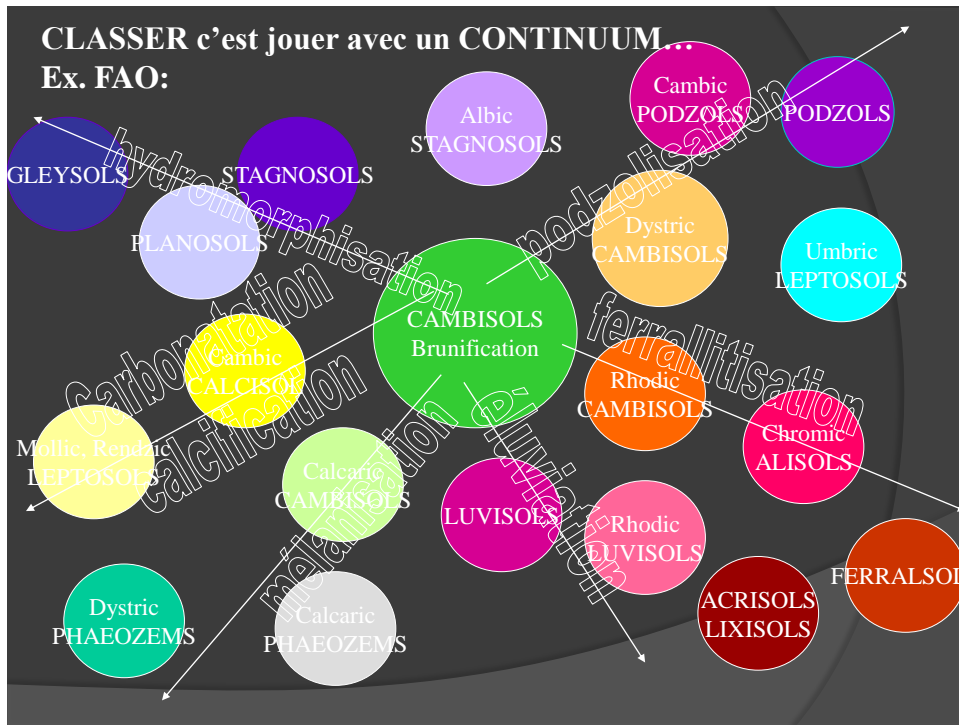 CLASSER c'est jouer avec un CONTINUUM…
Ex. FAO:
Cambic
PODZOLS
PODZOLS
Albic
STAGNOSOLS
GLEYSOLS
STAGNOSOLS
PLANOSOLS
hydromorphisation
podzolisation
Dystric
CAMBISOLS
Umbric
LEPTOSOLS
CAMBISOLS
Brunification
Carbonatation
calcification
Cambic
CALCISOL
ferrallitisation
Rhodic
CAMBISOLS
Chromic
ALISOLS
Mollic, Rendzic
LEPTOSOLS
Calcaric
CAMBISOLS
mélanisation
LUVISOLS
éluviation
Rhodic
LUVISOLS
FERRALSOL
ACRISOLS
LIXISOLS
Dystric
PHAEOZEMS
Calcaric
PHAEOZEMS